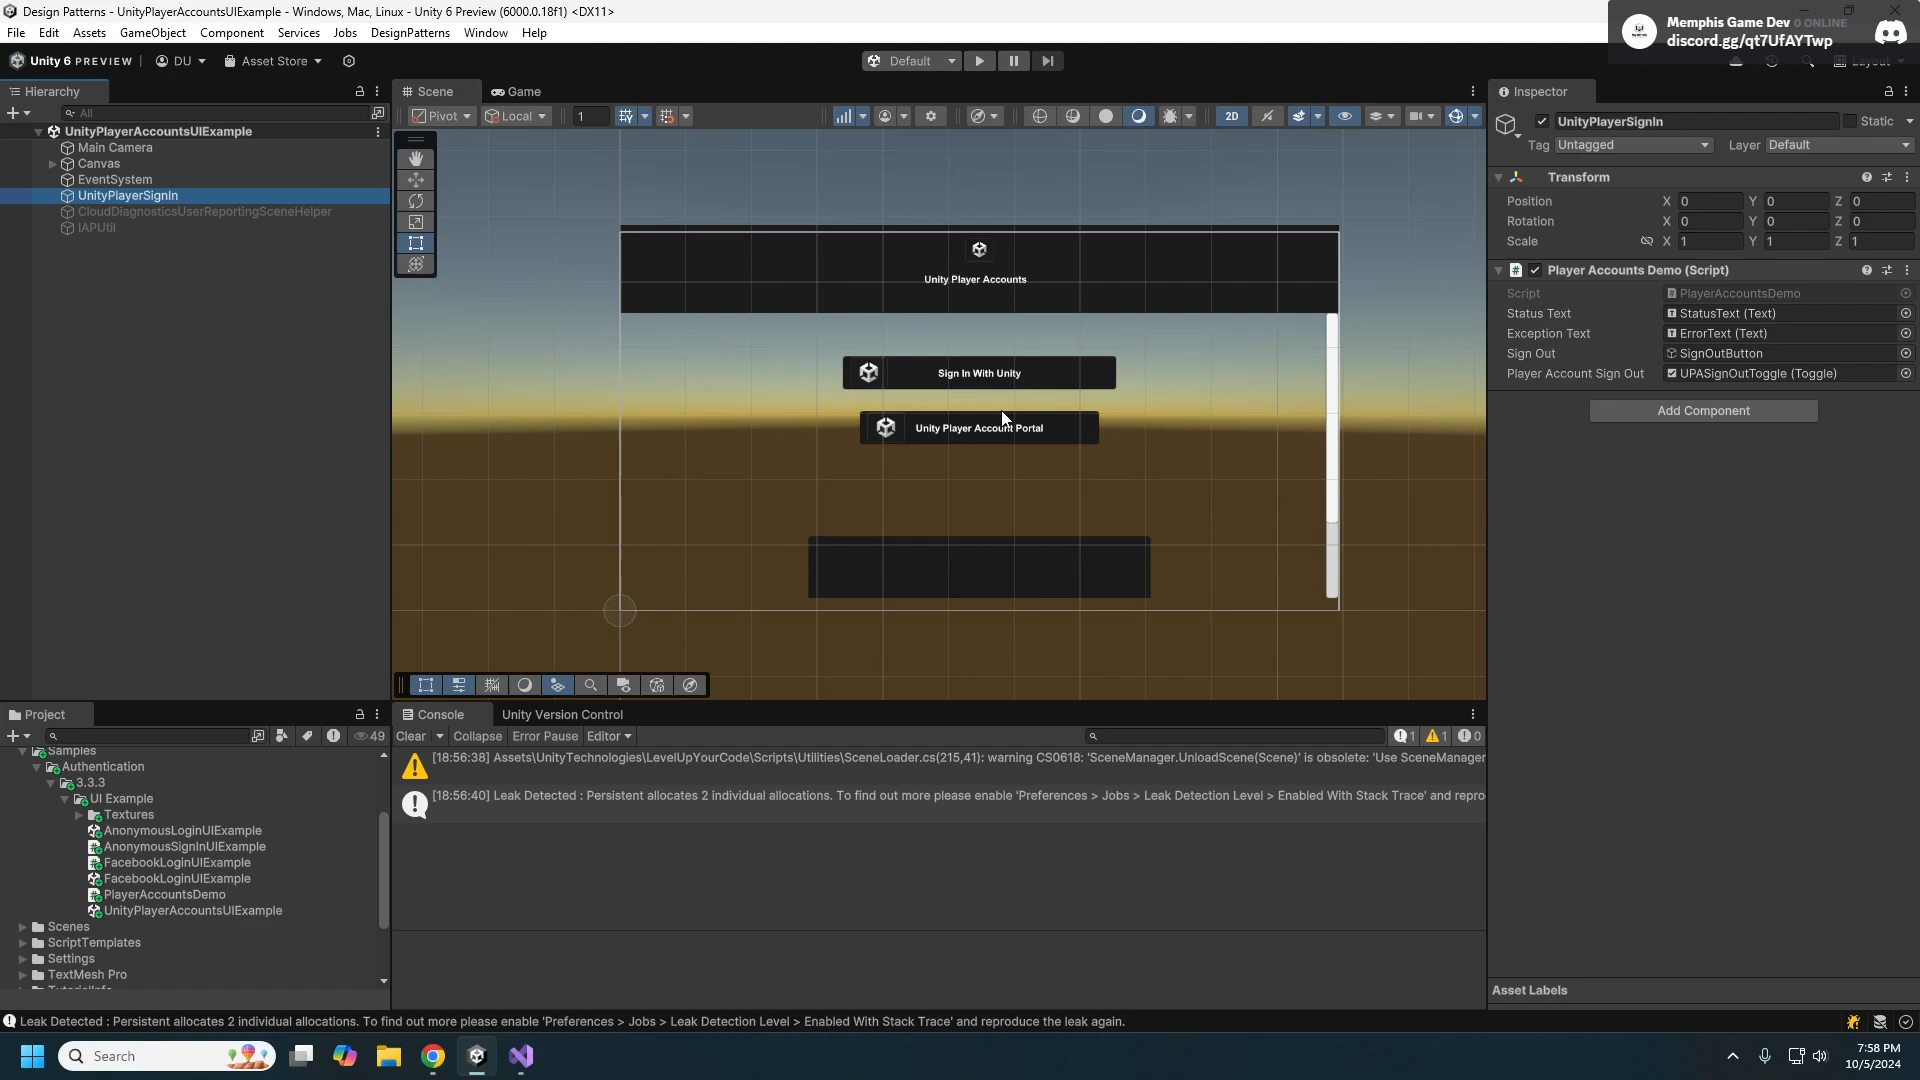 Design Patterns - UnityPlayerAccountsUIExample - Windows, Mac, Linux - Unity 6 Preview (6000.0.18f1) <DX11>
Memphis Game Dev 0 ONLINE
discord.gg/qt7UfAYTwp
File Edit Assets GameObject Component Services Jobs DesignPatterns Window Help
Unity 6 PREVIEW DU Asset Store Default Layout
Hierarchy
All
UnityPlayerAccountsUIExample
Main Camera
Canvas
EventSystem
UnityPlayerSignIn
CloudDiagnosticsUserReportingSceneHelper
IAPUtil
Scene Game
Pivot Local 1 2D
Unity Player Accounts
Sign In With Unity
Unity Player Account Portal
Inspector
UnityPlayerSignIn Static
Tag Untagged Layer Default
Transform
Position X 0 Y 0 Z 0
Rotation X 0 Y 0 Z 0
Scale X 1 Y 1 Z 1
Player Accounts Demo (Script)
Script PlayerAccountsDemo
Status Text StatusText (Text)
Exception Text ErrorText (Text)
Sign Out SignOutButton
Player Account Sign Out UPASignOutToggle (Toggle)
Add Component
Asset Labels
Project
49
Samples
Authentication
3.3.3
UI Example
Textures
AnonymousLoginUIExample
AnonymousSignInUIExample
FacebookLoginUIExample
FacebookLoginUIExample
PlayerAccountsDemo
UnityPlayerAccountsUIExample
Scenes
ScriptTemplates
Settings
TextMesh Pro
Console Unity Version Control
Clear Collapse Error Pause Editor 1 1 0
[18:56:38] Assets\UnityTechnologies\LevelUpYourCode\Scripts\Utilities\SceneLoader.cs(215,41): warning CS0618: 'SceneManager.UnloadScene(Scene)' is obsolete: 'Use SceneManager
[18:56:40] Leak Detected : Persistent allocates 2 individual allocations. To find out more please enable 'Preferences > Jobs > Leak Detection Level > Enabled With Stack Trace' and repro
Leak Detected : Persistent allocates 2 individual allocations. To find out more please enable 'Preferences > Jobs > Leak Detection Level > Enabled With Stack Trace' and reproduce the leak again.
Search
7:58 PM
10/5/2024